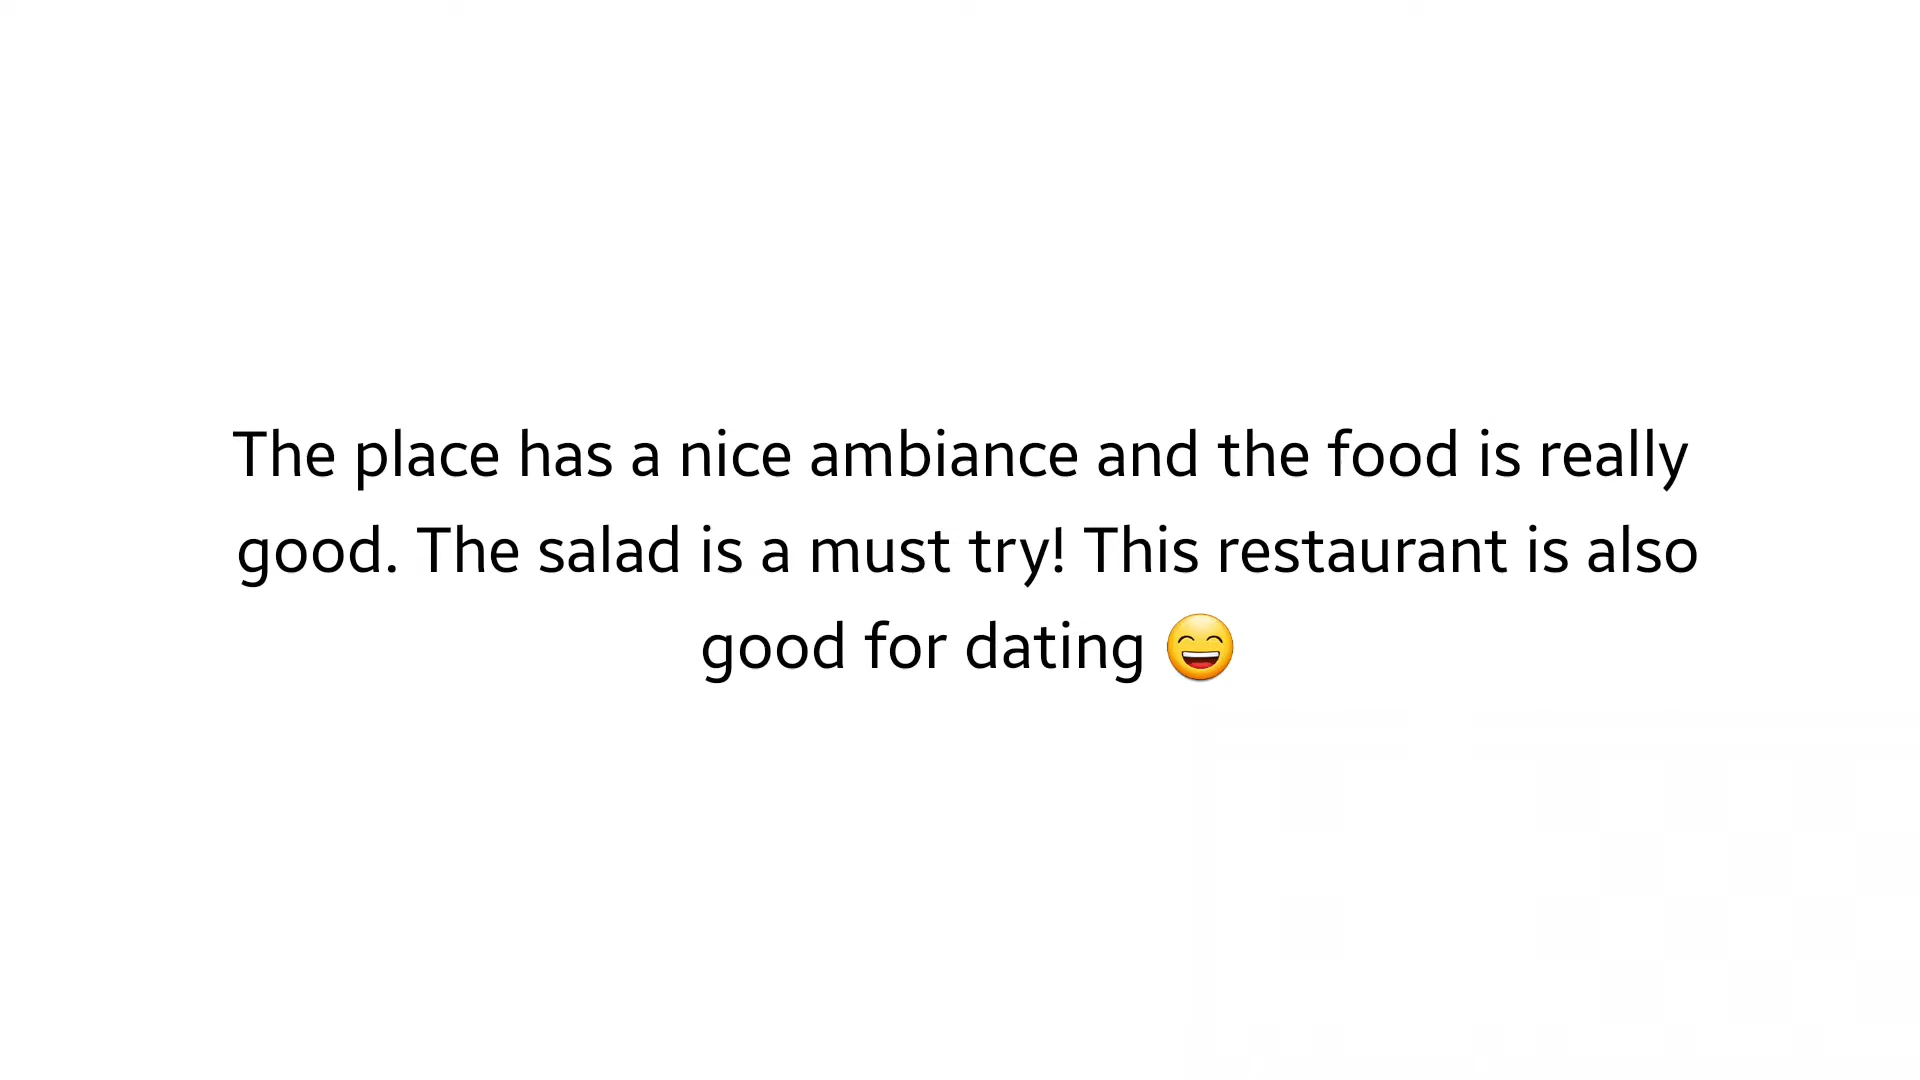 The place has a nice ambiance and the food is really
good. The salad is a must try! This restaurant is also
good for dating 😄